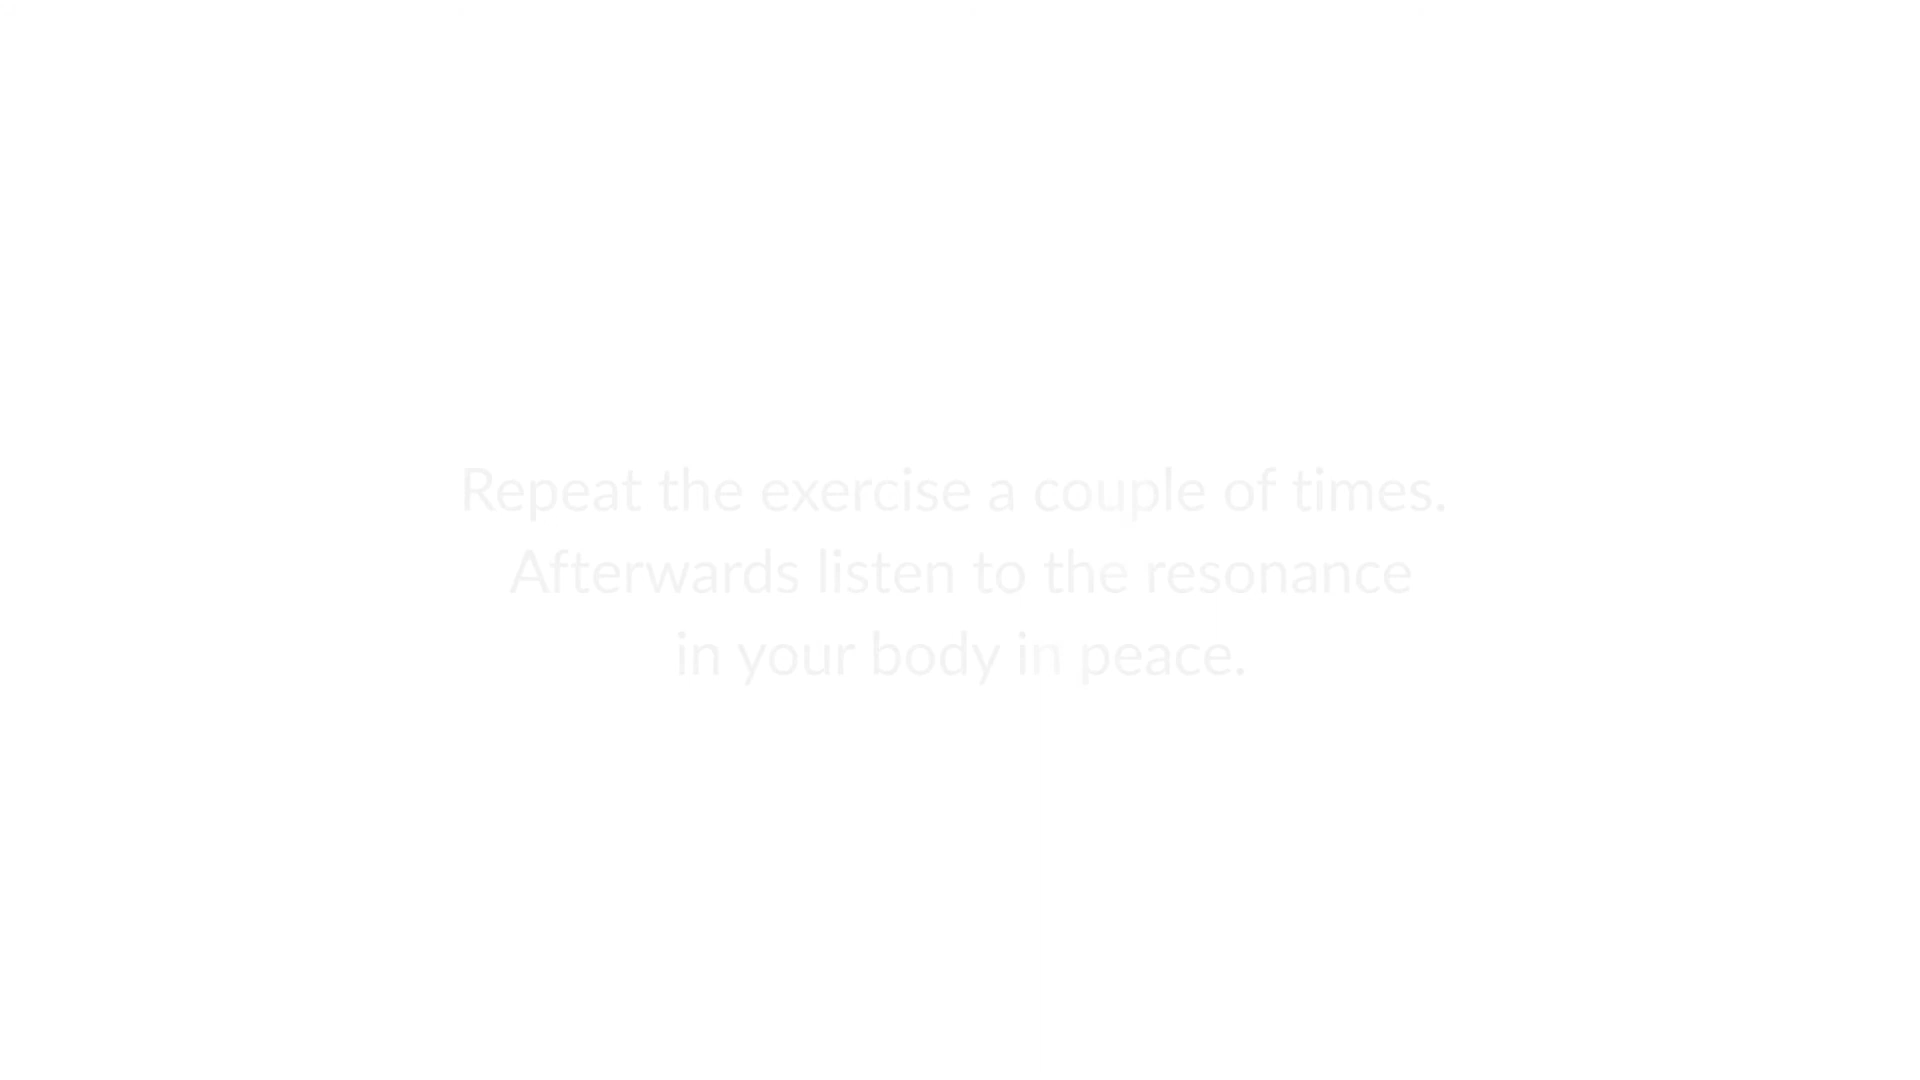 Repeat the exercise a couple of times.
Afterwards listen to the resonance
in your body in peace.